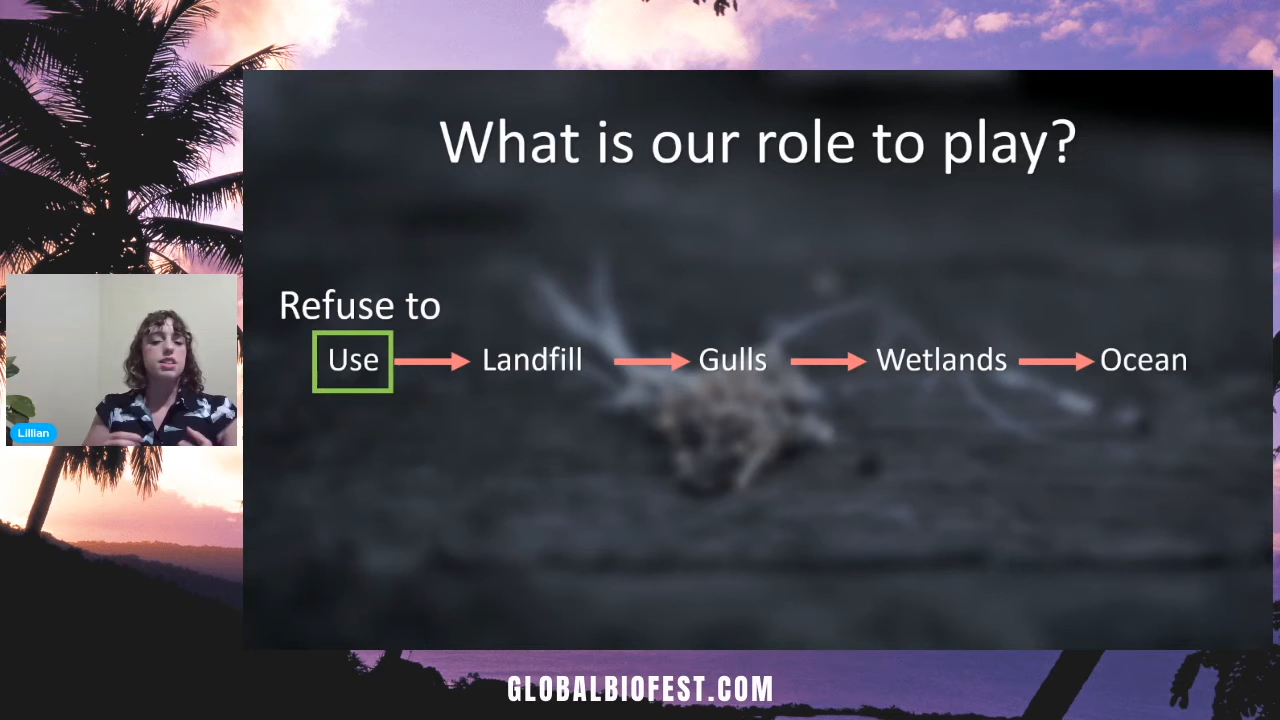 What is our role to play?
Refuse to
Use Landfill Gulls Wetlands Ocean
Lillian
GLOBALBIOFEST.COM